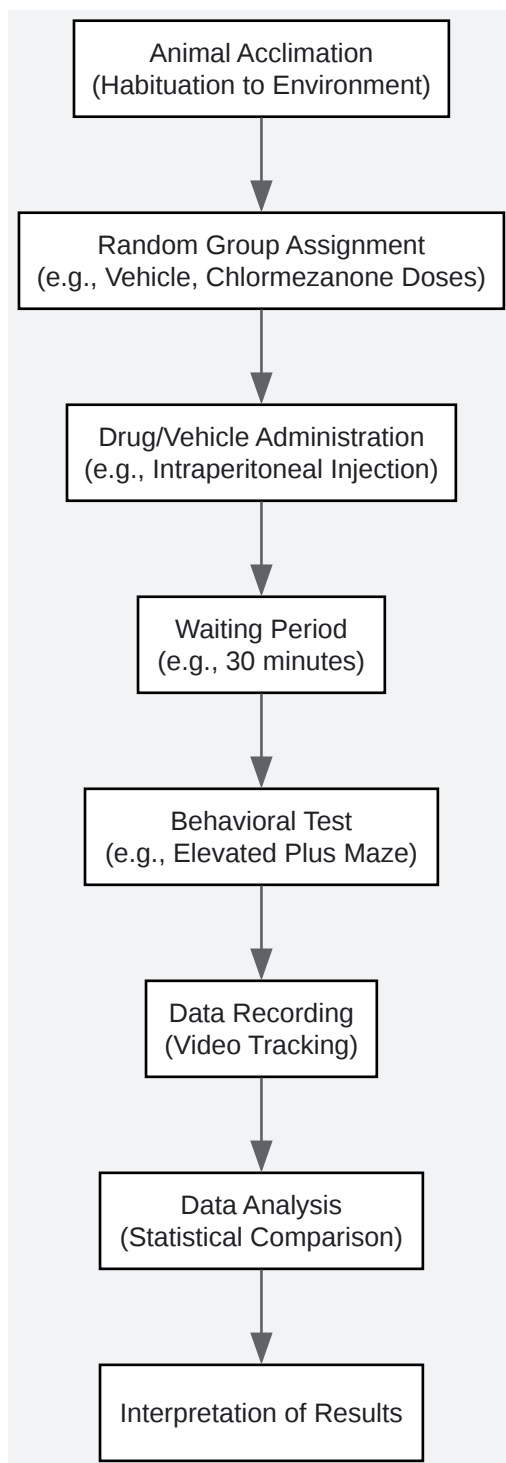 Animal Acclimation
(Habituation to Environment)
Random Group Assignment
(e.g., Vehicle, Chlormezanone Doses)
Drug/Vehicle Administration
(e.g., Intraperitoneal Injection)
Waiting Period
(e.g., 30 minutes)
Behavioral Test
(e.g., Elevated Plus Maze)
Data Recording
(Video Tracking)
Data Analysis
(Statistical Comparison)
Interpretation of Results